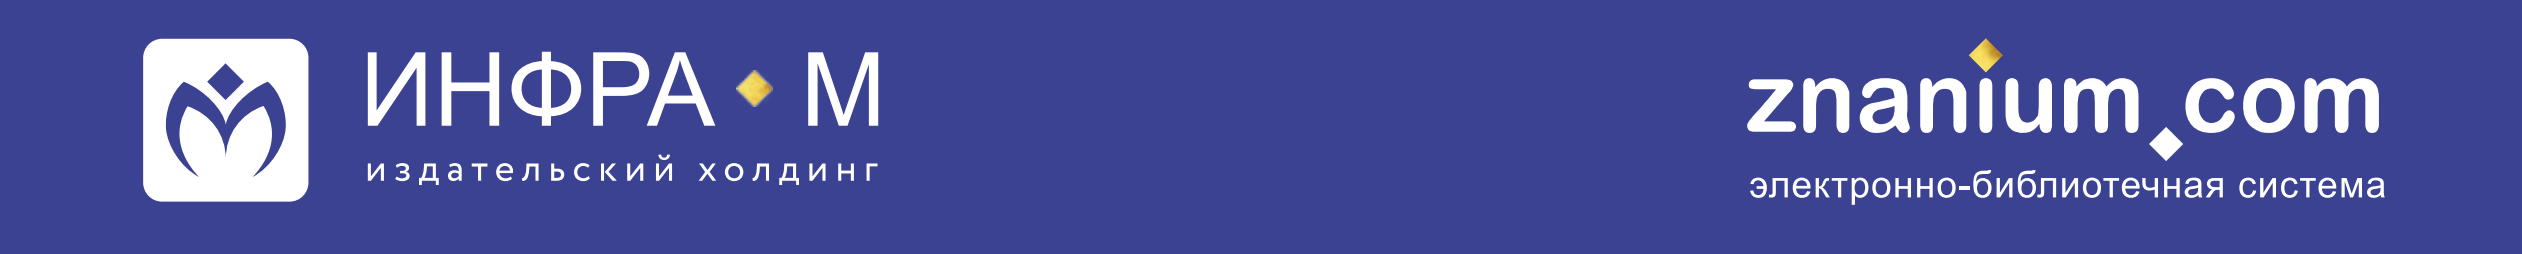 ИНФРА • М
издательский холдинг
znanium.com
электронно-библиотечная система